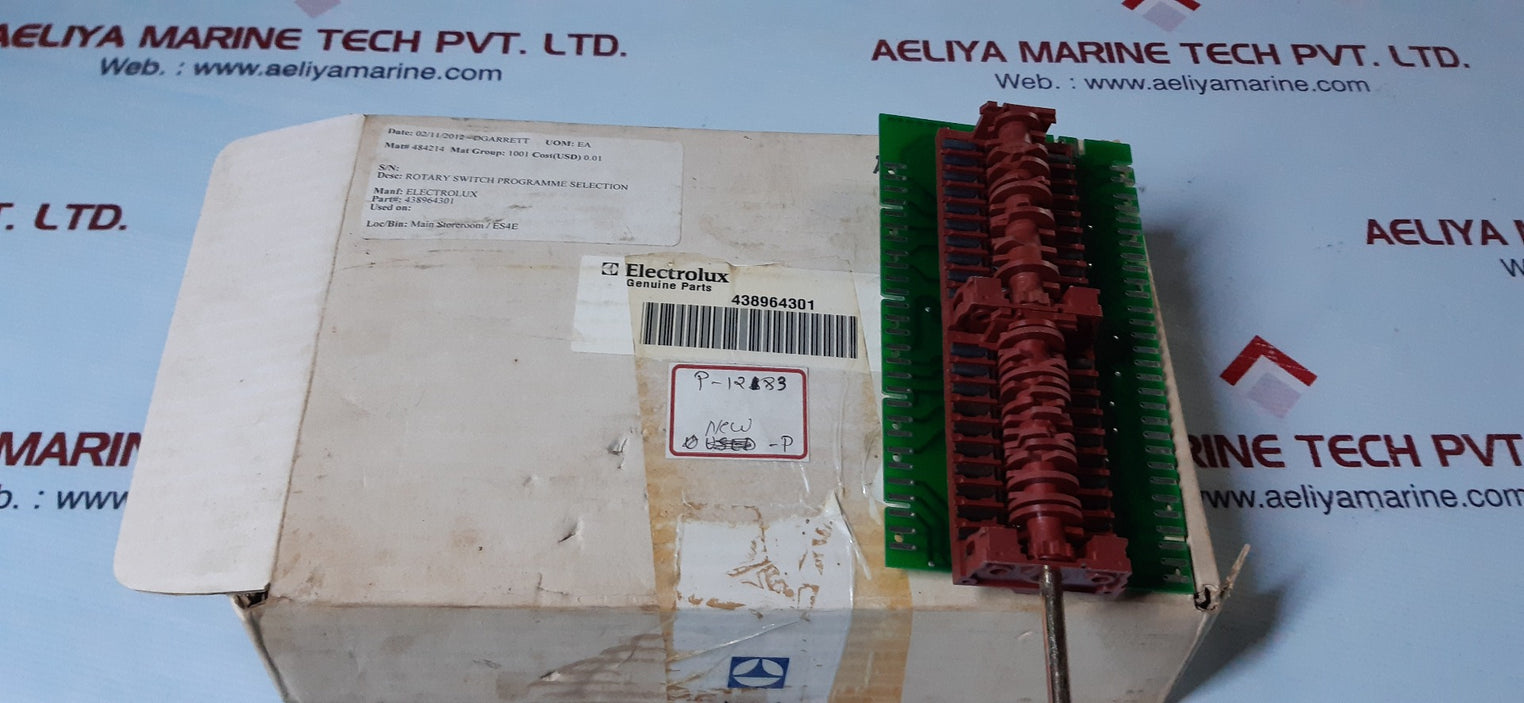 AELIYA MARINE TECH PVT. LTD.
Web. : www.aeliyamarine.com
AELIYA MARINE TECH PVT. LTD.
Web. : www.aeliyamarine.com
T. LTD.
AELIYA
W
MARIN
b. : www
RINE TECH PVT
www.aeliyamarine.com
Date: 02/11/2012 - DGARRETT UOM: EA
Mat# 484214 Mat Group: 1001 Cost(USD) 0.01
S/N:
Desc: ROTARY SWITCH PROGRAMME SELECTION
Manf: ELECTROLUX
Part#: 438964301
Used on:
Loc/Bin: Main Storeroom / ES4E
Electrolux
Genuine Parts
438964301
NEW
-P